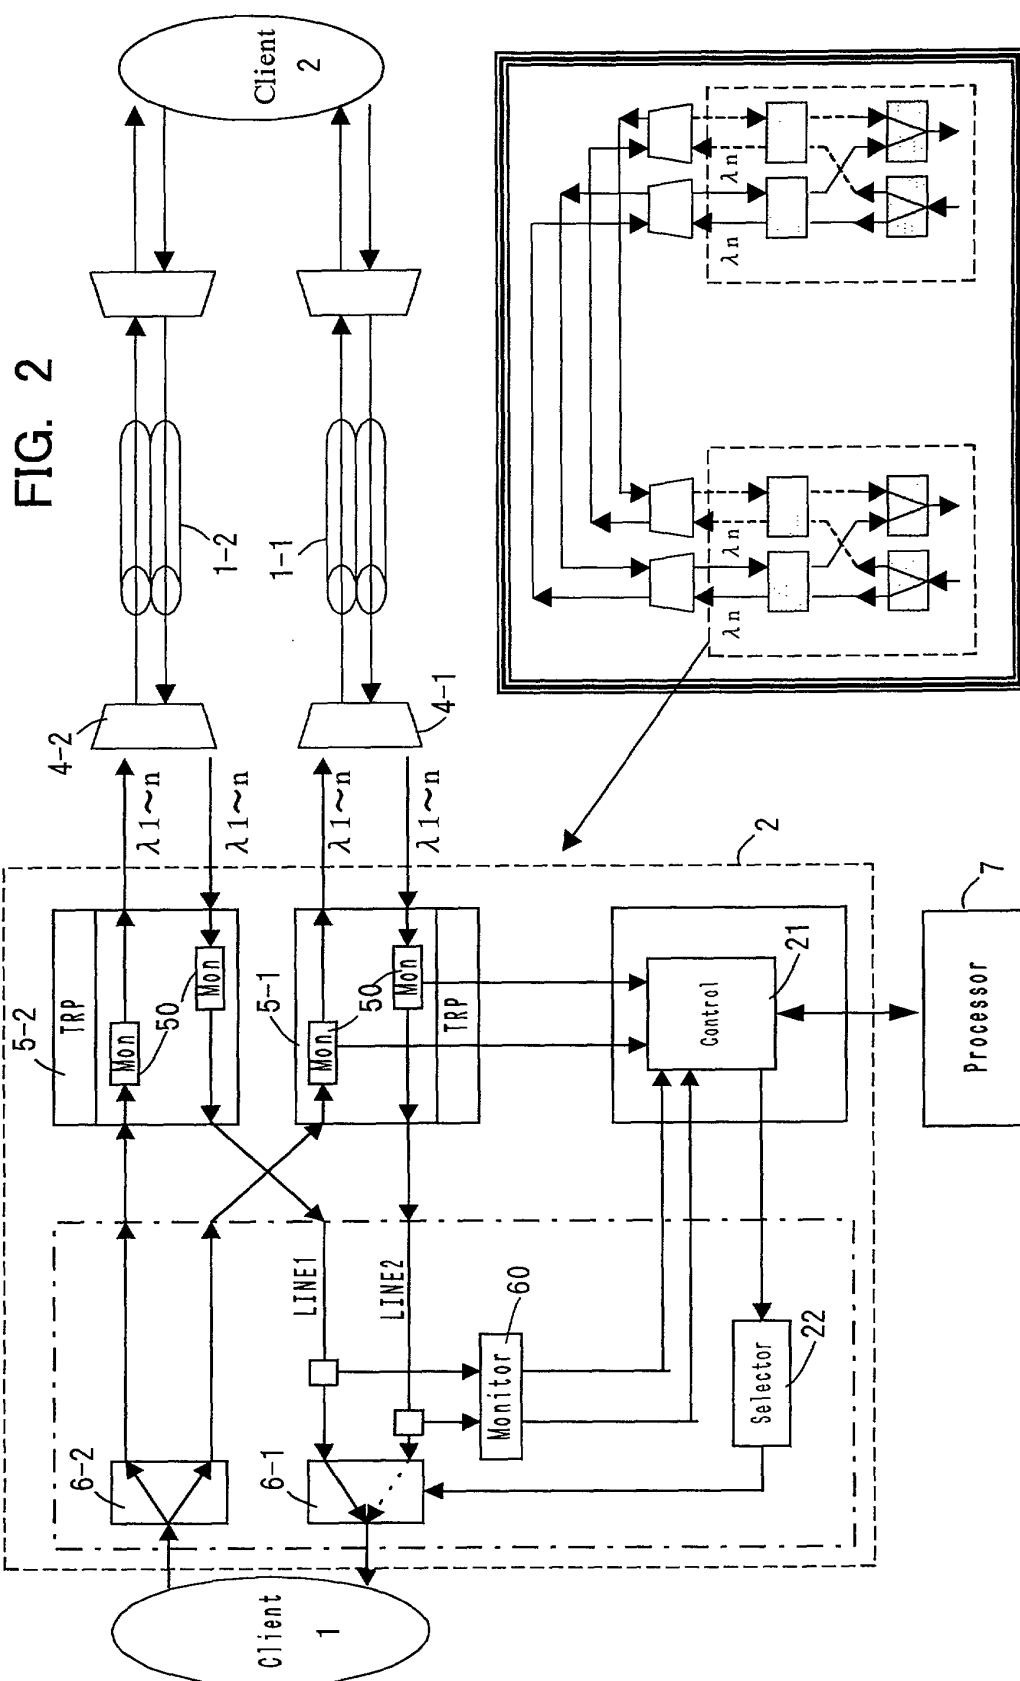 FIG. 2
Client
2
1-2
1-1
4-2
4-1
λ1~n
λ1~n
λ1~n
λ1~n
λn
λn
λn
λn
2
5-2
TRP
Mon
50
Mon
5-1
Mon
50
Mon
TRP
Control
21
Processor
7
LINE1
LINE2
60
Monitor
Selector
22
6-2
6-1
Client
1